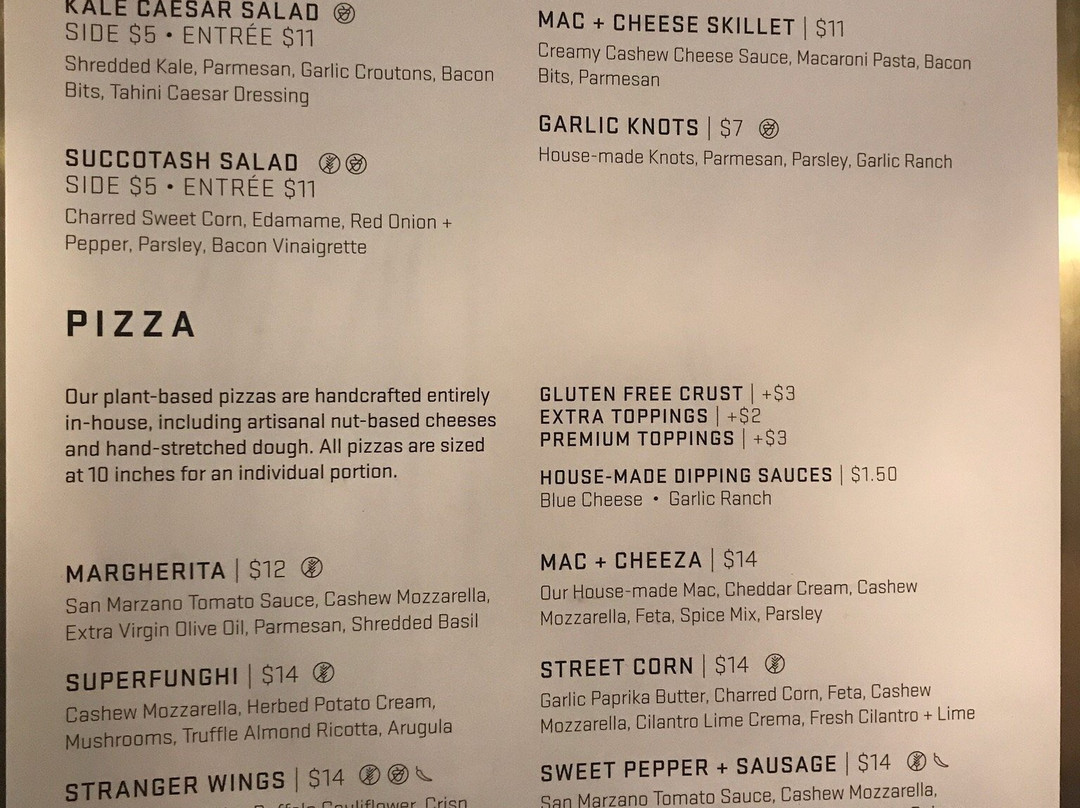 KALE CAESAR SALAD
SIDE $5 • ENTRÉE $11
Shredded Kale, Parmesan, Garlic Croutons, Bacon
Bits, Tahini Caesar Dressing
SUCCOTASH SALAD
SIDE $5 • ENTRÉE $11
Charred Sweet Corn, Edamame, Red Onion +
Pepper, Parsley, Bacon Vinaigrette
MAC + CHEESE SKILLET | $11
Creamy Cashew Cheese Sauce, Macaroni Pasta, Bacon
Bits, Parmesan
GARLIC KNOTS | $7
House-made Knots, Parmesan, Parsley, Garlic Ranch
PIZZA
Our plant-based pizzas are handcrafted entirely
in-house, including artisanal nut-based cheeses
and hand-stretched dough. All pizzas are sized
at 10 inches for an individual portion.
GLUTEN FREE CRUST | +$3
EXTRA TOPPINGS | +$2
PREMIUM TOPPINGS | +$3
HOUSE-MADE DIPPING SAUCES | $1.50
Blue Cheese • Garlic Ranch
MARGHERITA | $12
San Marzano Tomato Sauce, Cashew Mozzarella,
Extra Virgin Olive Oil, Parmesan, Shredded Basil
SUPERFUNGHI | $14
Cashew Mozzarella, Herbed Potato Cream,
Mushrooms, Truffle Almond Ricotta, Arugula
STRANGER WINGS | $14
Cauliflower, Crisp
MAC + CHEEZA | $14
Our House-made Mac, Cheddar Cream, Cashew
Mozzarella, Feta, Spice Mix, Parsley
STREET CORN | $14
Garlic Paprika Butter, Charred Corn, Feta, Cashew
Mozzarella, Cilantro Lime Crema, Fresh Cilantro + Lime
SWEET PEPPER + SAUSAGE | $14
San Marzano Tomato Sauce, Cashew Mozzarella,